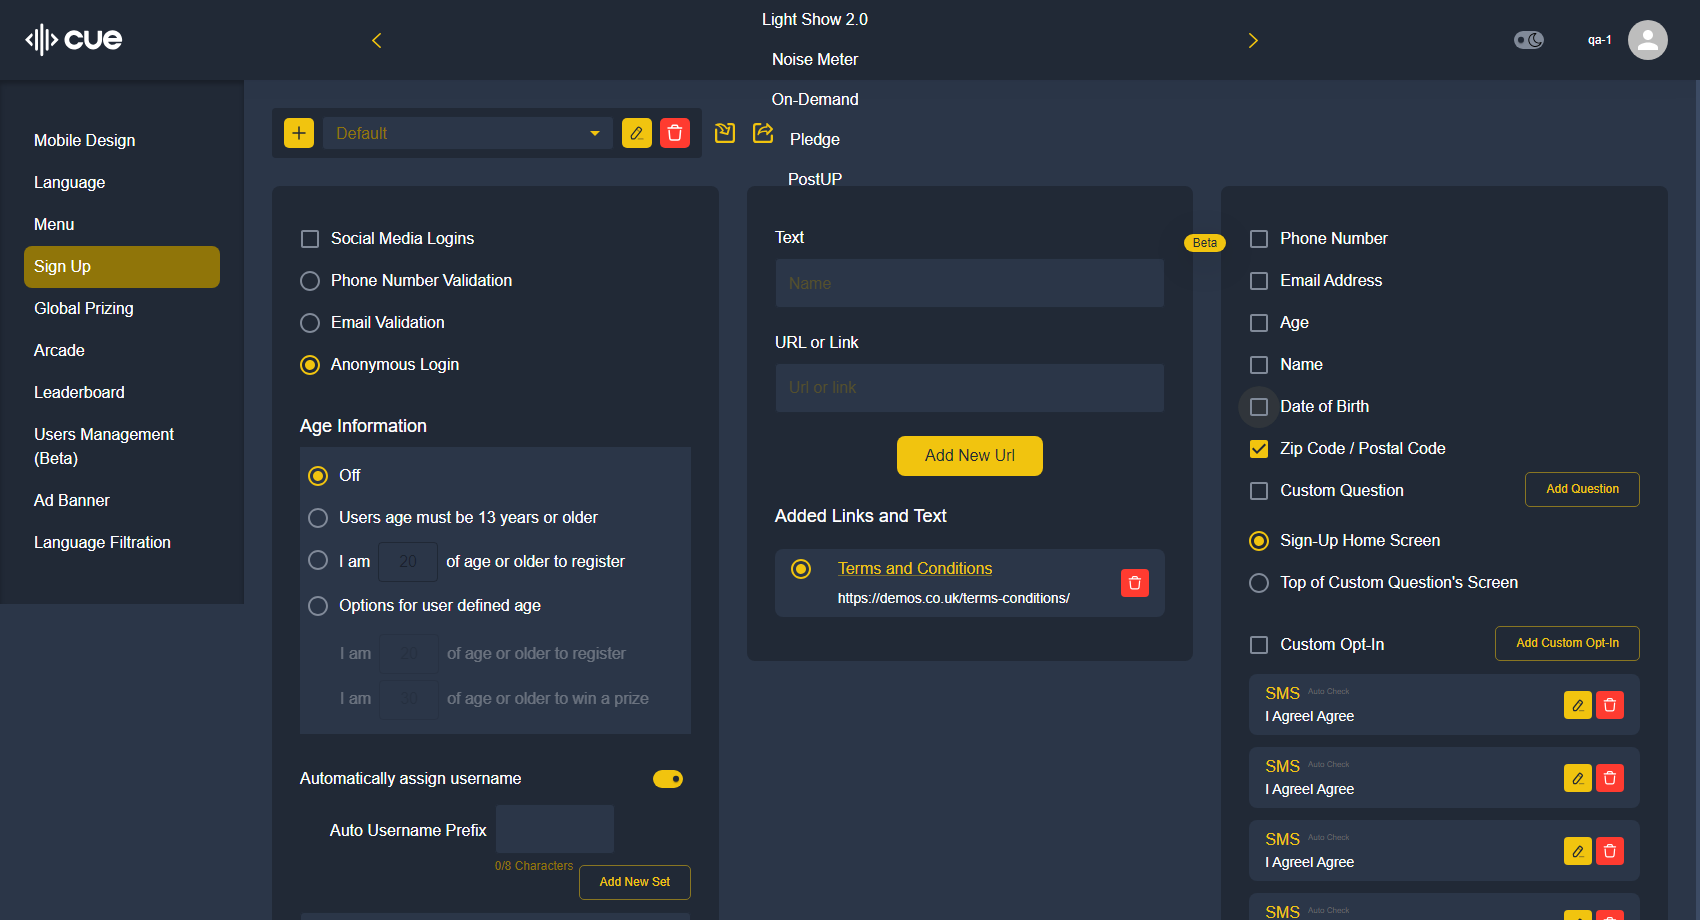 cue
Light Show 2.0
Noise Meter
On-Demand
Pledge
PostUP
Beta
qa-1
Mobile Design
Language
Menu
Sign Up
Global Prizing
Arcade
Leaderboard
Users Management
(Beta)
Ad Banner
Language Filtration
Default
Social Media Logins
Phone Number Validation
Email Validation
Anonymous Login
Age Information
Off
Users age must be 13 years or older
I am 20 of age or older to register
Options for user defined age
I am 20 of age or older to register
I am 30 of age or older to win a prize
Automatically assign username
Auto Username Prefix
0/8 Characters
Add New Set
Text
Name
URL or Link
Url or link
Add New Url
Added Links and Text
Terms and Conditions
https://demos.co.uk/terms-conditions/
Phone Number
Email Address
Age
Name
Date of Birth
Zip Code / Postal Code
Custom Question
Add Question
Sign-Up Home Screen
Top of Custom Question's Screen
Custom Opt-In
Add Custom Opt-In
SMS Auto Check
I AgreeI Agree
SMS Auto Check
I AgreeI Agree
SMS Auto Check
I AgreeI Agree
SMS Auto Check